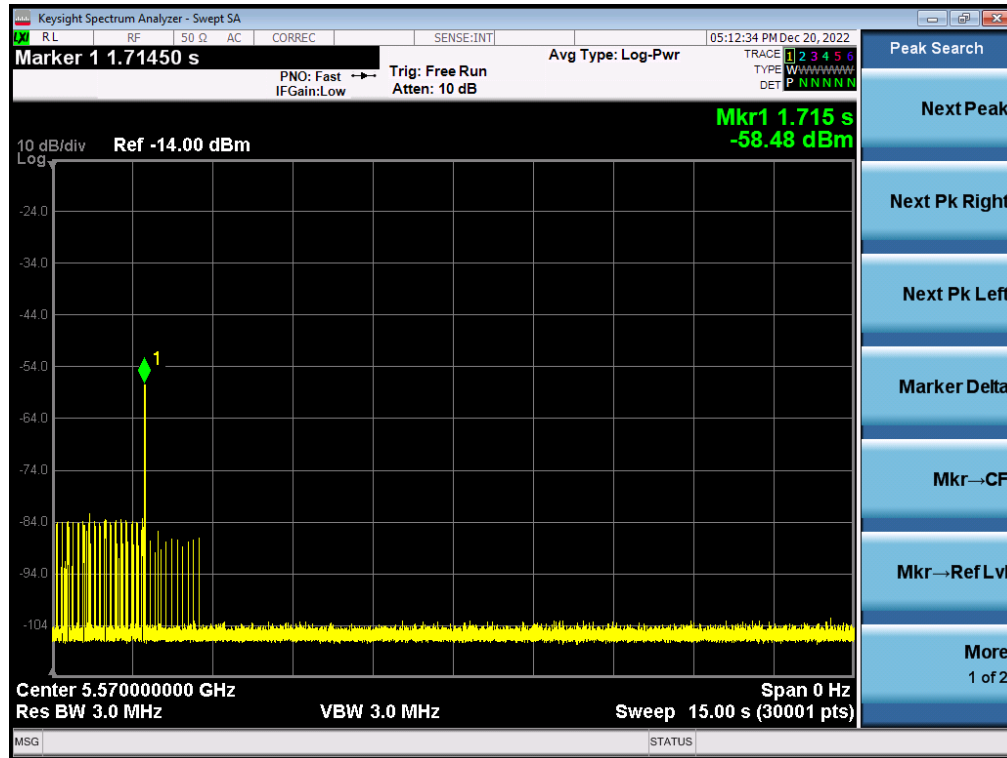 Keysight Spectrum Analyzer - Swept SA
LXI RL RF 50 Ω AC CORREC SENSE:INT 05:12:34 PM Dec 20, 2022
Marker 1 1.71450 s
PNO: Fast
IFGain:Low
Trig: Free Run
Atten: 10 dB
Avg Type: Log-Pwr
TRACE 1 2 3 4 5 6
TYPE WWWWWW
DET P N N N N N
Mkr1 1.715 s
-58.48 dBm
10 dB/div Ref -14.00 dBm
Log
-24.0
-34.0
-44.0
-54.0
1
-64.0
-74.0
-84.0
-94.0
-104
Center 5.570000000 GHz Span 0 Hz
Res BW 3.0 MHz VBW 3.0 MHz Sweep 15.00 s (30001 pts)
MSG STATUS
Peak Search
Next Peak
Next Pk Right
Next Pk Left
Marker Delta
Mkr→CF
Mkr→Ref Lvl
More
1 of 2